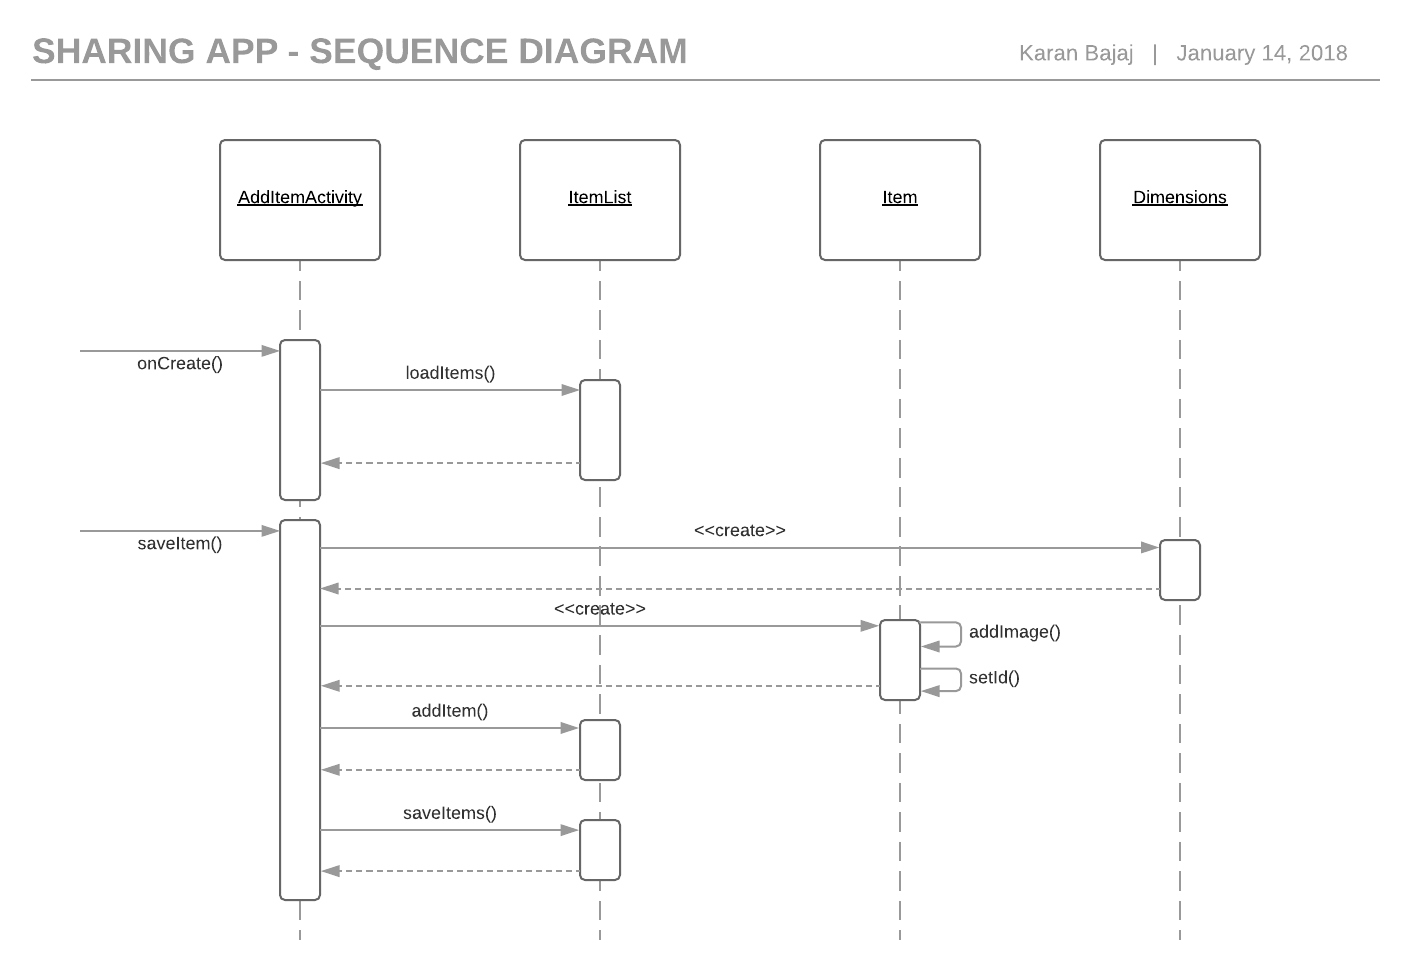 SHARING APP - SEQUENCE DIAGRAM
Karan Bajaj | January 14, 2018
AddItemActivity
ItemList
Item
Dimensions
onCreate()
loadItems()
saveItem()
<<create>>
<<create>>
addImage()
setId()
addItem()
saveItems()